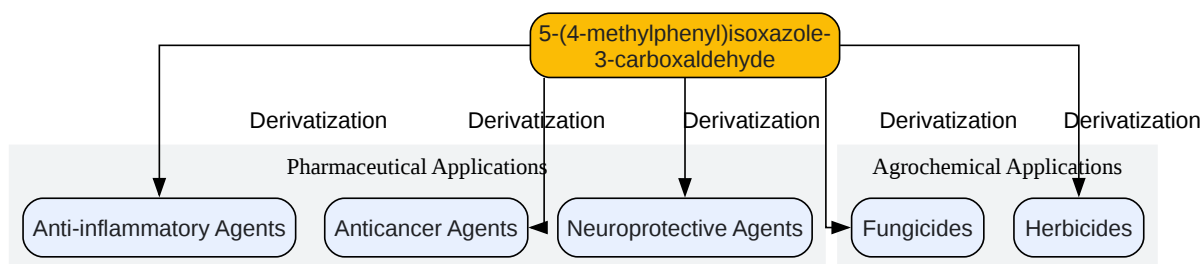 5-(4-methylphenyl)isoxazole-
3-carboxaldehyde
Derivatization Derivatization Derivatization Derivatization Derivatization
Pharmaceutical Applications Agrochemical Applications
Anti-inflammatory Agents Anticancer Agents Neuroprotective Agents Fungicides Herbicides